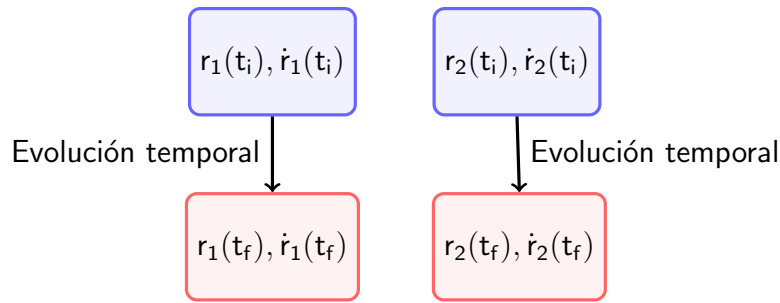 r₁(tᵢ), ṙ₁(tᵢ) r₂(tᵢ), ṙ₂(tᵢ)
Evolución temporal Evolución temporal
r₁(t_f), ṙ₁(t_f) r₂(t_f), ṙ₂(t_f)